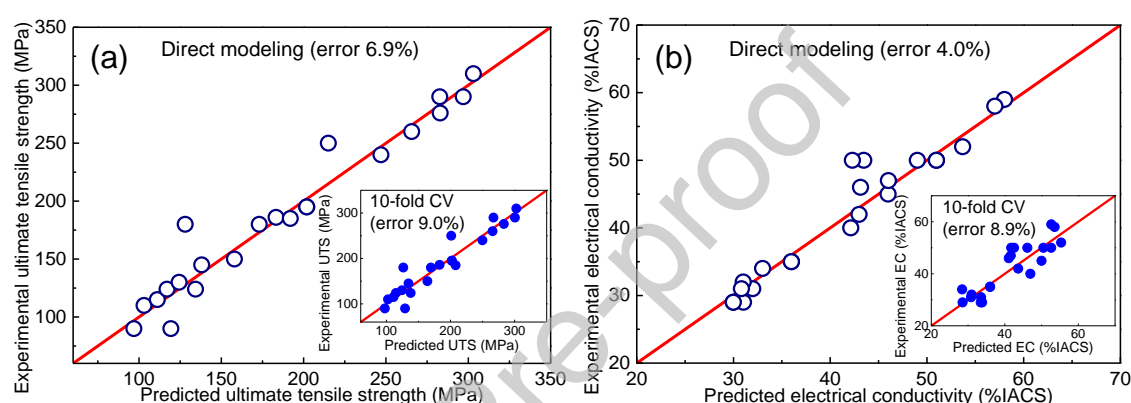 (a)
Direct modeling (error 6.9%)
Experimental ultimate tensile strength (MPa)
350
300
250
200
150
100
100
150
200
250
300
350
Predicted ultimate tensile strength (MPa)
10-fold CV
(error 9.0%)
Experimental UTS (MPa)
300
200
100
100
200
300
Predicted UTS (MPa)
(b)
Direct modeling (error 4.0%)
Experimental electrical conductivity (%IACS)
70
60
50
40
30
20
20
30
40
50
60
70
Predicted electrical conductivity (%IACS)
10-fold CV
(error 8.9%)
Experimental EC (%IACS)
60
40
20
20
40
60
Predicted EC (%IACS)
re-proof